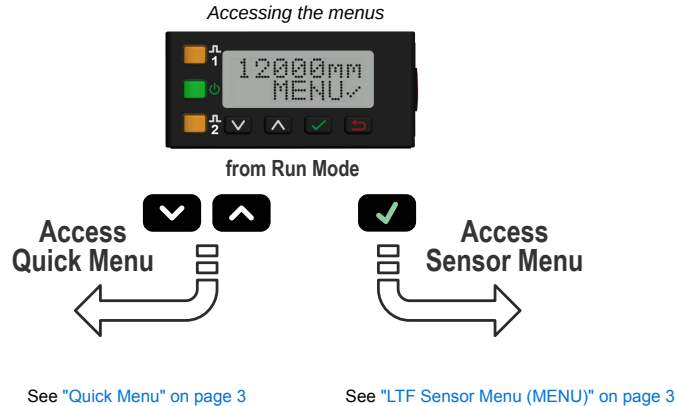 Accessing the menus
1
12000mm
MENU✓
2
from Run Mode
Access
Quick Menu
Access
Sensor Menu
See "Quick Menu" on page 3
See "LTF Sensor Menu (MENU)" on page 3